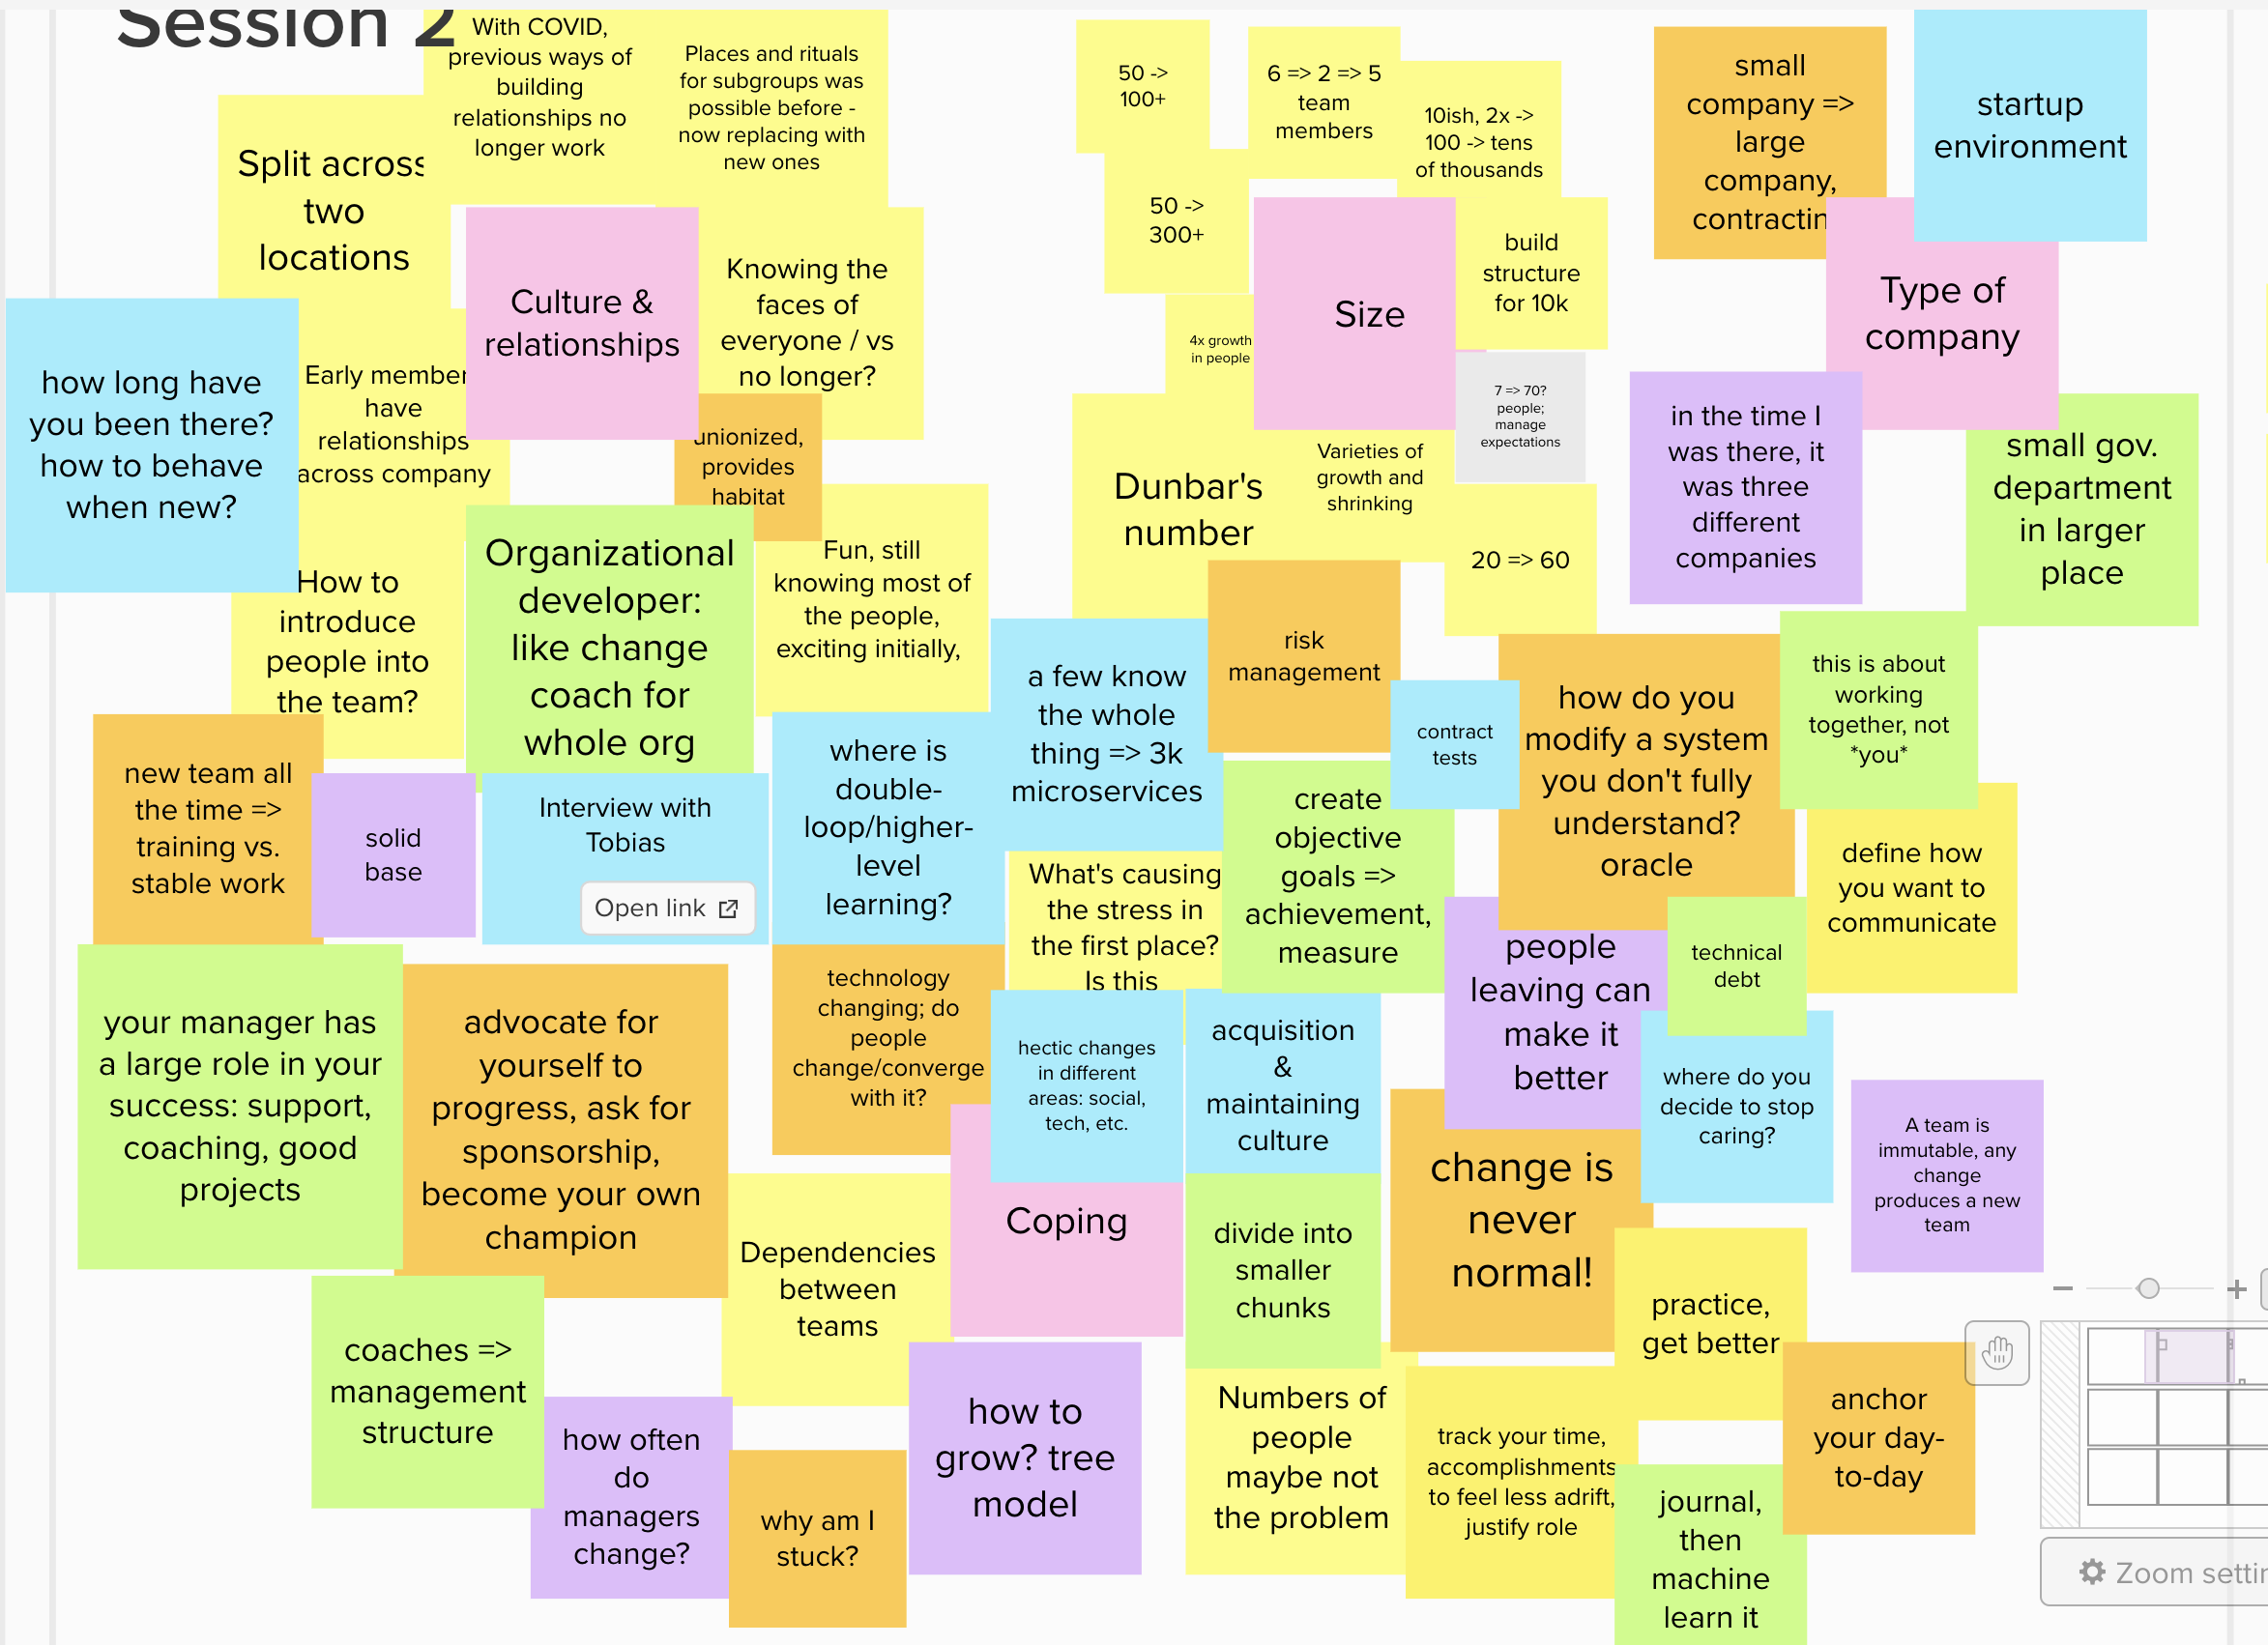 Session 2
With COVID,
previous ways of
building
relationships no
longer work
Places and rituals
for subgroups was
possible before -
now replacing with
new ones
Split across
two
locations
Culture &
relationships
Knowing the
faces of
everyone / vs
no longer?
how long have
you been there?
how to behave
when new?
Early member
have
relationships
across company
unionized,
provides
habitat
How to
introduce
people into
the team?
Organizational
developer:
like change
coach for
whole org
Fun, still
knowing most of
the people,
exciting initially,
50 ->
100+
6 => 2 => 5
team
members
10ish, 2x ->
100 -> tens
of thousands
50 ->
300+
Size
build
structure
for 10k
4x growth
in people
7 => 70?
people;
manage
expectations
Dunbar's
number
Varieties of
growth and
shrinking
20 => 60
small
company =>
large
company,
contractin
startup
environment
Type of
company
in the time I
was there, it
was three
different
companies
small gov.
department
in larger
place
new team all
the time =>
training vs.
stable work
solid
base
Interview with
Tobias
Open link
where is
double-
loop/higher-
level
learning?
a few know
the whole
thing => 3k
microservices
risk
management
contract
tests
how do you
modify a system
you don't fully
understand?
oracle
this is about
working
together, not
*you*
define how
you want to
communicate
create
objective
goals =>
achievement,
measure
What's causing
the stress in
the first place?
Is this
people
leaving can
make it
better
technical
debt
your manager has
a large role in your
success: support,
coaching, good
projects
advocate for
yourself to
progress, ask for
sponsorship,
become your own
champion
technology
changing; do
people
change/converge
with it?
hectic changes
in different
areas: social,
tech, etc.
acquisition
&
maintaining
culture
where do you
decide to stop
caring?
A team is
immutable, any
change
produces a new
team
Coping
change is
never
normal!
Dependencies
between
teams
divide into
smaller
chunks
practice,
get better
coaches =>
management
structure
how often
do
managers
change?
why am I
stuck?
how to
grow? tree
model
Numbers of
people
maybe not
the problem
track your time,
accomplishments
to feel less adrift,
justify role
journal,
then
machine
learn it
anchor
your day-
to-day
Zoom settin